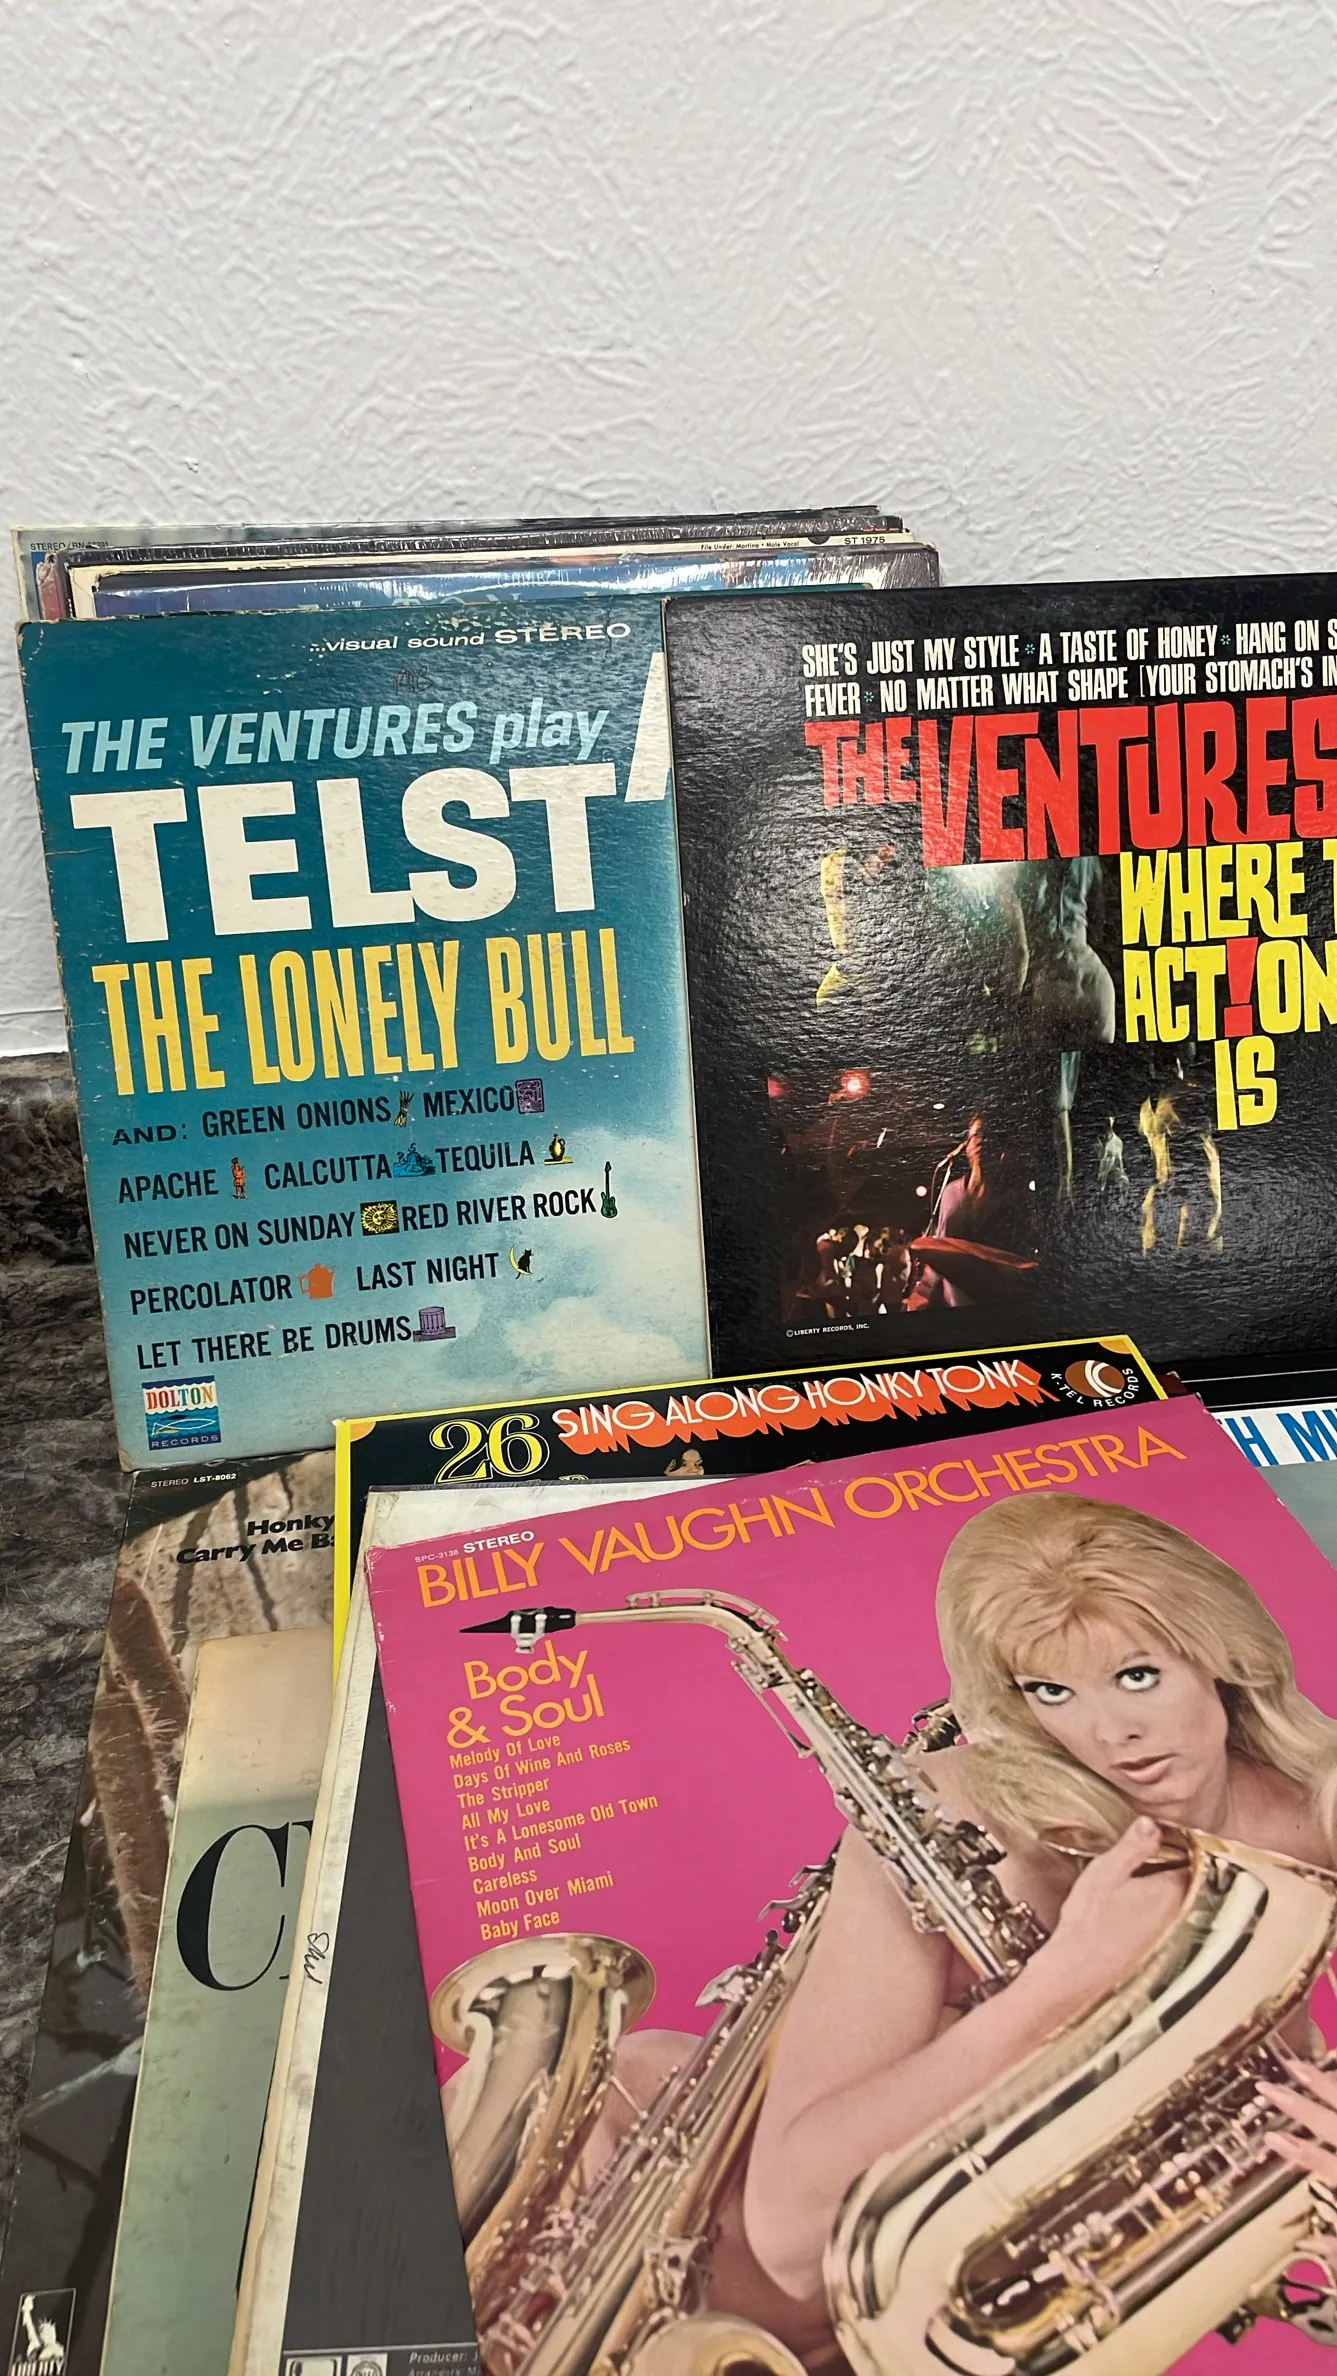 STEREO / BN
File Under: Martino • Male Vocal
ST 1975
...visual sound STEREO
THE VENTURES play
TELST
THE LONELY BULL
AND: GREEN ONIONS MEXICO
APACHE CALCUTTA TEQUILA
NEVER ON SUNDAY RED RIVER ROCK
PERCOLATOR LAST NIGHT
LET THERE BE DRUMS
DOLTON
RECORDS
SHE'S JUST MY STYLE * A TASTE OF HONEY * HANG ON S
FEVER * NO MATTER WHAT SHAPE [YOUR STOMACH'S IN
THE VENTURES
WHERE T
ACT!ON
IS
© LIBERTY RECORDS, INC.
26 SING ALONG HONKY TONK
K-TEL RECORDS
H MI
STEREO LST-8062
Honky
Carry Me Ba
LIBERTY
C
SPC-3138 STEREO
BILLY VAUGHN ORCHESTRA
Body
& Soul
Melody Of Love
Days Of Wine And Roses
The Stripper
All My Love
It's A Lonesome Old Town
Body And Soul
Careless
Moon Over Miami
Baby Face
Producer: J